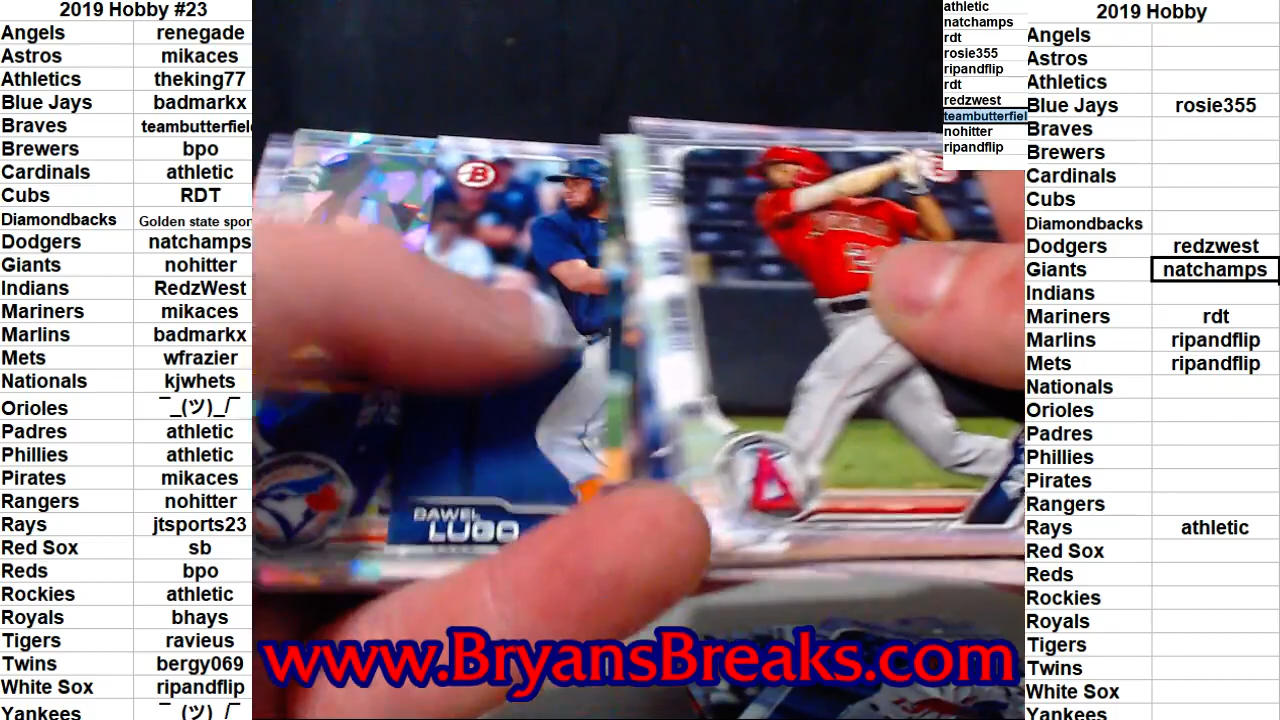 2019 Hobby #23
Angels renegade
Astros mikaces
Athletics theking77
Blue Jays badmarkx
Braves teambutterfiel
Brewers bpo
Cardinals athletic
Cubs RDT
Diamondbacks Golden state spor
Dodgers natchamps
Giants nohitter
Indians RedzWest
Mariners mikaces
Marlins badmarkx
Mets wfrazier
Nationals kjwhets
Orioles ¯_(ツ)_/¯
Padres athletic
Phillies athletic
Pirates mikaces
Rangers nohitter
Rays jtsports23
Red Sox sb
Reds bpo
Rockies athletic
Royals bhays
Tigers ravieus
Twins bergy069
White Sox ripandflip
Yankees ¯_(ツ)_/¯
B
DAWEL
LUGO
A
www.BryansBreaks.com
athletic
natchamps
rdt
rosie355
ripandflip
rdt
redzwest
teambutterfiel
nohitter
ripandflip
2019 Hobby
Angels
Astros
Athletics
Blue Jays rosie355
Braves
Brewers
Cardinals
Cubs
Diamondbacks
Dodgers redzwest
Giants natchamps
Indians
Mariners rdt
Marlins ripandflip
Mets ripandflip
Nationals
Orioles
Padres
Phillies
Pirates
Rangers
Rays athletic
Red Sox
Reds
Rockies
Royals
Tigers
Twins
White Sox
Yankees